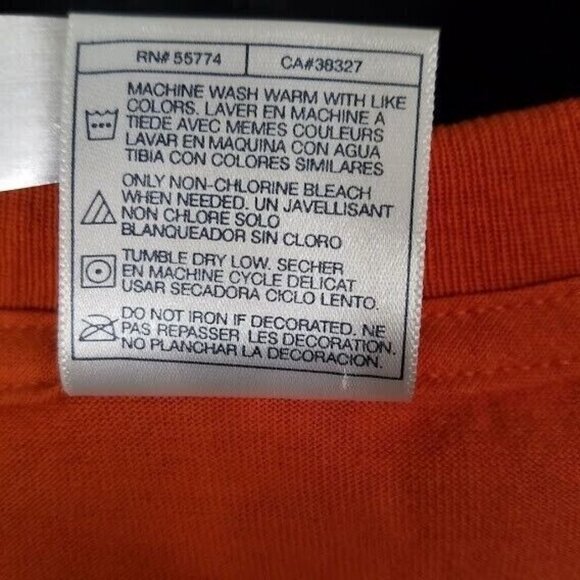 RN# 55774 CA#38327
MACHINE WASH WARM WITH LIKE
COLORS. LAVER EN MACHINE A
TIEDE AVEC MEMES COULEURS
LAVAR EN MAQUINA CON AGUA
TIBIA CON COLORES SIMILARES
ONLY NON-CHLORINE BLEACH
WHEN NEEDED. UN JAVELLISANT
NON CHLORE SOLO
BLANQUEADOR SIN CLORO
TUMBLE DRY LOW. SECHER
EN MACHINE CYCLE DELICAT
USAR SECADORA CICLO LENTO.
DO NOT IRON IF DECORATED. NE
PAS REPASSER, LES DECORATION.
NO PLANCHAR LA DECORACION.